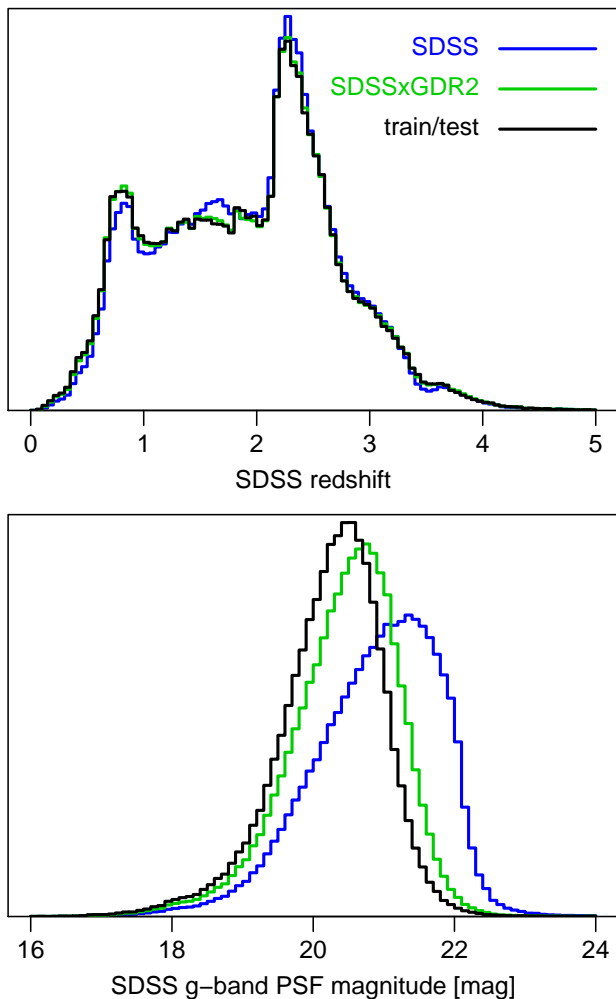 SDSS
SDSSxGDR2
train/test
0 1 2 3 4 5
SDSS redshift
16 18 20 22 24
SDSS g−band PSF magnitude [mag]